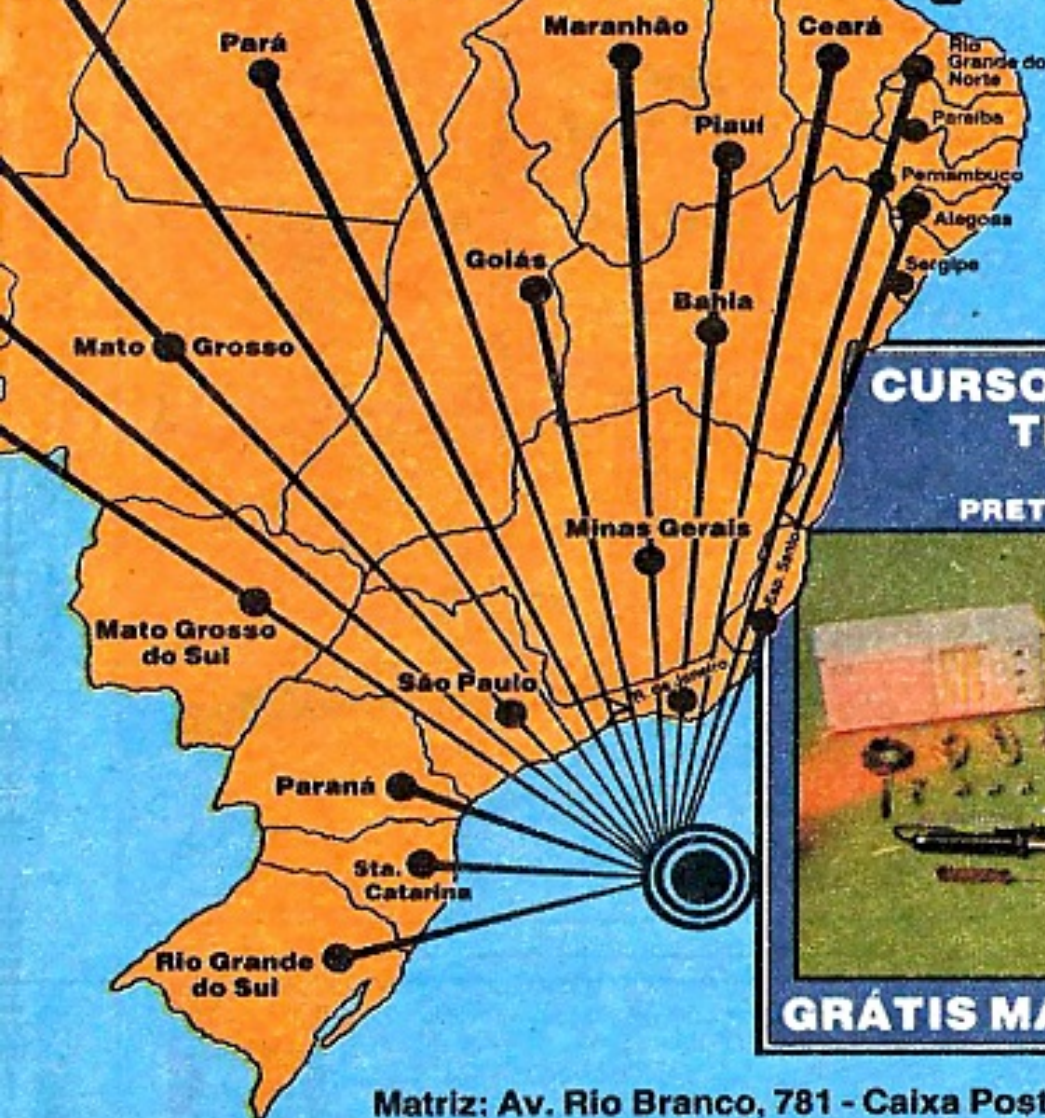 Pará
Maranhão
Ceará
Rio
Grande do
Norte
Piauí
Paraíba
Pernambuco
Alagoas
Sergipe
Goiás
Bahia
Mato Grosso
CURSO
PRET
Minas Gerais
Esp. Santo
Mato Grosso
do Sul
São Paulo
R. de Janeiro
Paraná
Sta.
Catarina
Rio Grande
do Sul
GRÁTIS MA
Matriz: Av. Rio Branco, 781 - Caixa Post